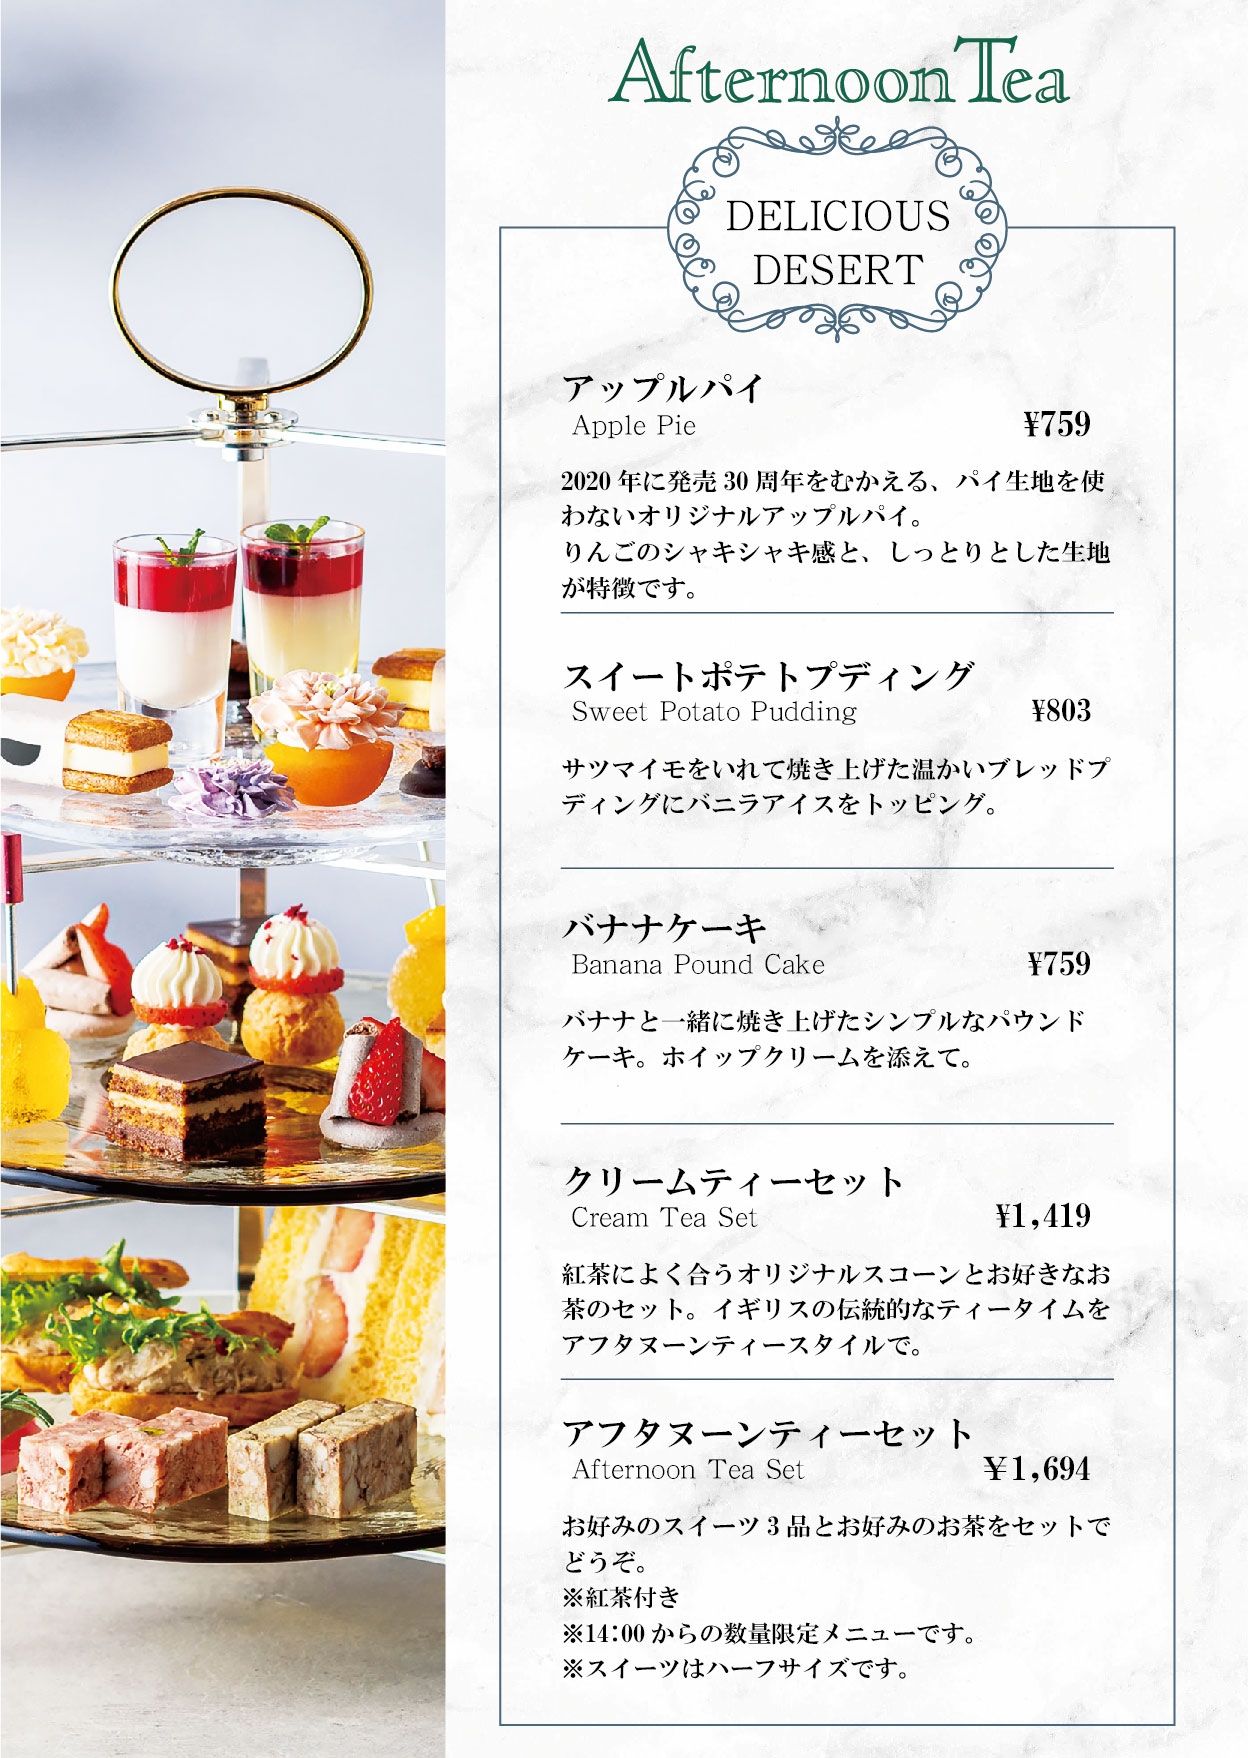 Afternoon Tea
DELICIOUS
DESERT
アップルパイ
Apple Pie ¥759
2020年に発売30周年をむかえる、パイ生地を使
わないオリジナルアップルパイ。
りんごのシャキシャキ感と、しっとりとした生地
が特徴です。
スイートポテトプディング
Sweet Potato Pudding ¥803
サツマイモをいれて焼き上げた温かいブレッドプ
ディングにバニラアイスをトッピング。
バナナケーキ
Banana Pound Cake ¥759
バナナと一緒に焼き上げたシンプルなパウンド
ケーキ。ホイップクリームを添えて。
クリームティーセット
Cream Tea Set ¥1,419
紅茶によく合うオリジナルスコーンとお好きなお
茶のセット。イギリスの伝統的なティータイムを
アフタヌーンティースタイルで。
アフタヌーンティーセット
Afternoon Tea Set ¥1,694
お好みのスイーツ3品とお好みのお茶をセットで
どうぞ。
※紅茶付き
※14:00からの数量限定メニューです。
※スイーツはハーフサイズです。